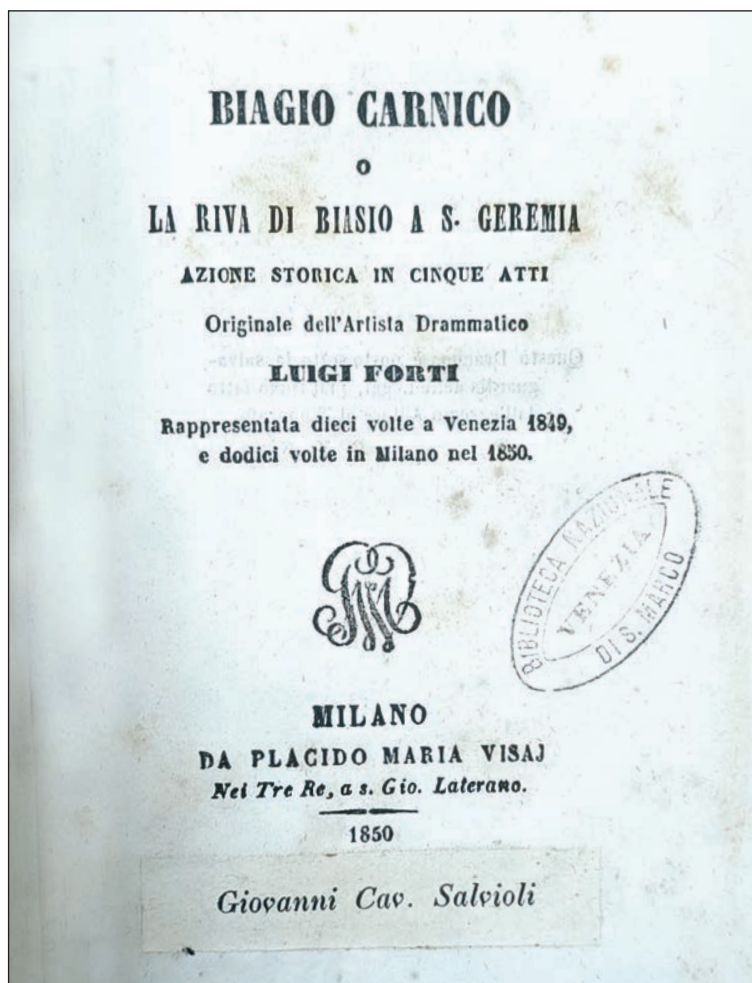 BIAGIO CARNICO
O
LA RIVA DI BIASIO A S. GEREMIA
AZIONE STORICA IN CINQUE ATTI
Originale dell'Artista Drammatico
LUIGI FORTI
Rappresentata dieci volte a Venezia 1849,
e dodici volte in Milano nel 1850.
BIBLIOTECA NAZIONALE
VENEZIA
DI S. MARCO
MILANO
DA PLACIDO MARIA VISAJ
Nei Tre Re, a s. Gio. Laterano.
1850
Giovanni Cav. Salvioli